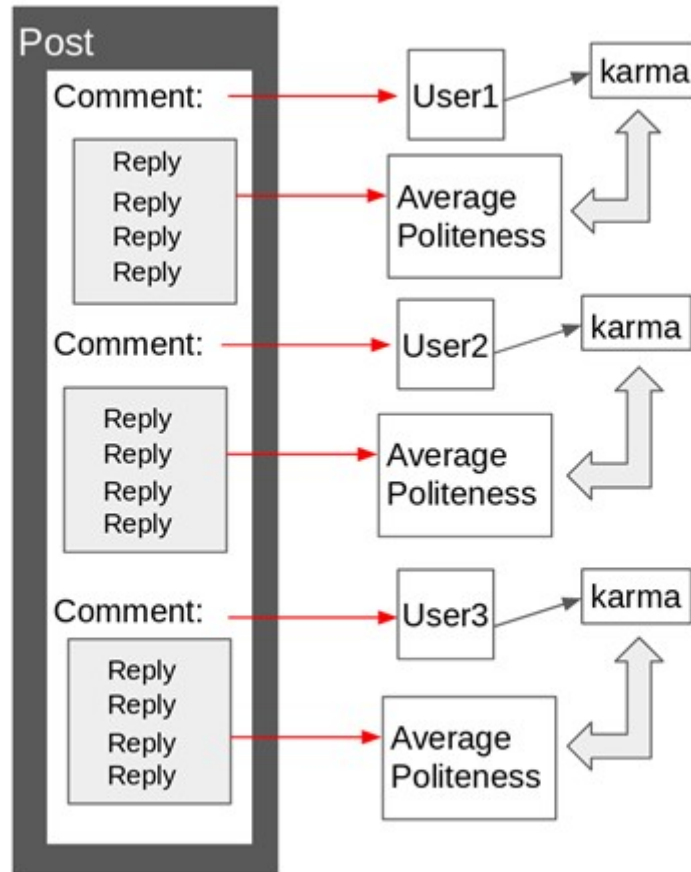 Post
Comment:
User1
karma
Reply
Reply
Reply
Reply
Average
Politeness
Comment:
User2
karma
Reply
Reply
Reply
Reply
Average
Politeness
Comment:
User3
karma
Reply
Reply
Reply
Reply
Average
Politeness